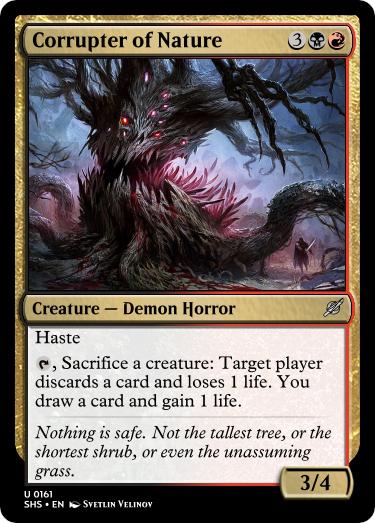 Corrupter of Nature 3
Creature — Demon Horror
Haste
, Sacrifice a creature: Target player
discards a card and loses 1 life. You
draw a card and gain 1 life.
Nothing is safe. Not the tallest tree, or the
shortest shrub, or even the unassuming
grass.
3/4
U 0161
SHS • EN Svetlin Velinov